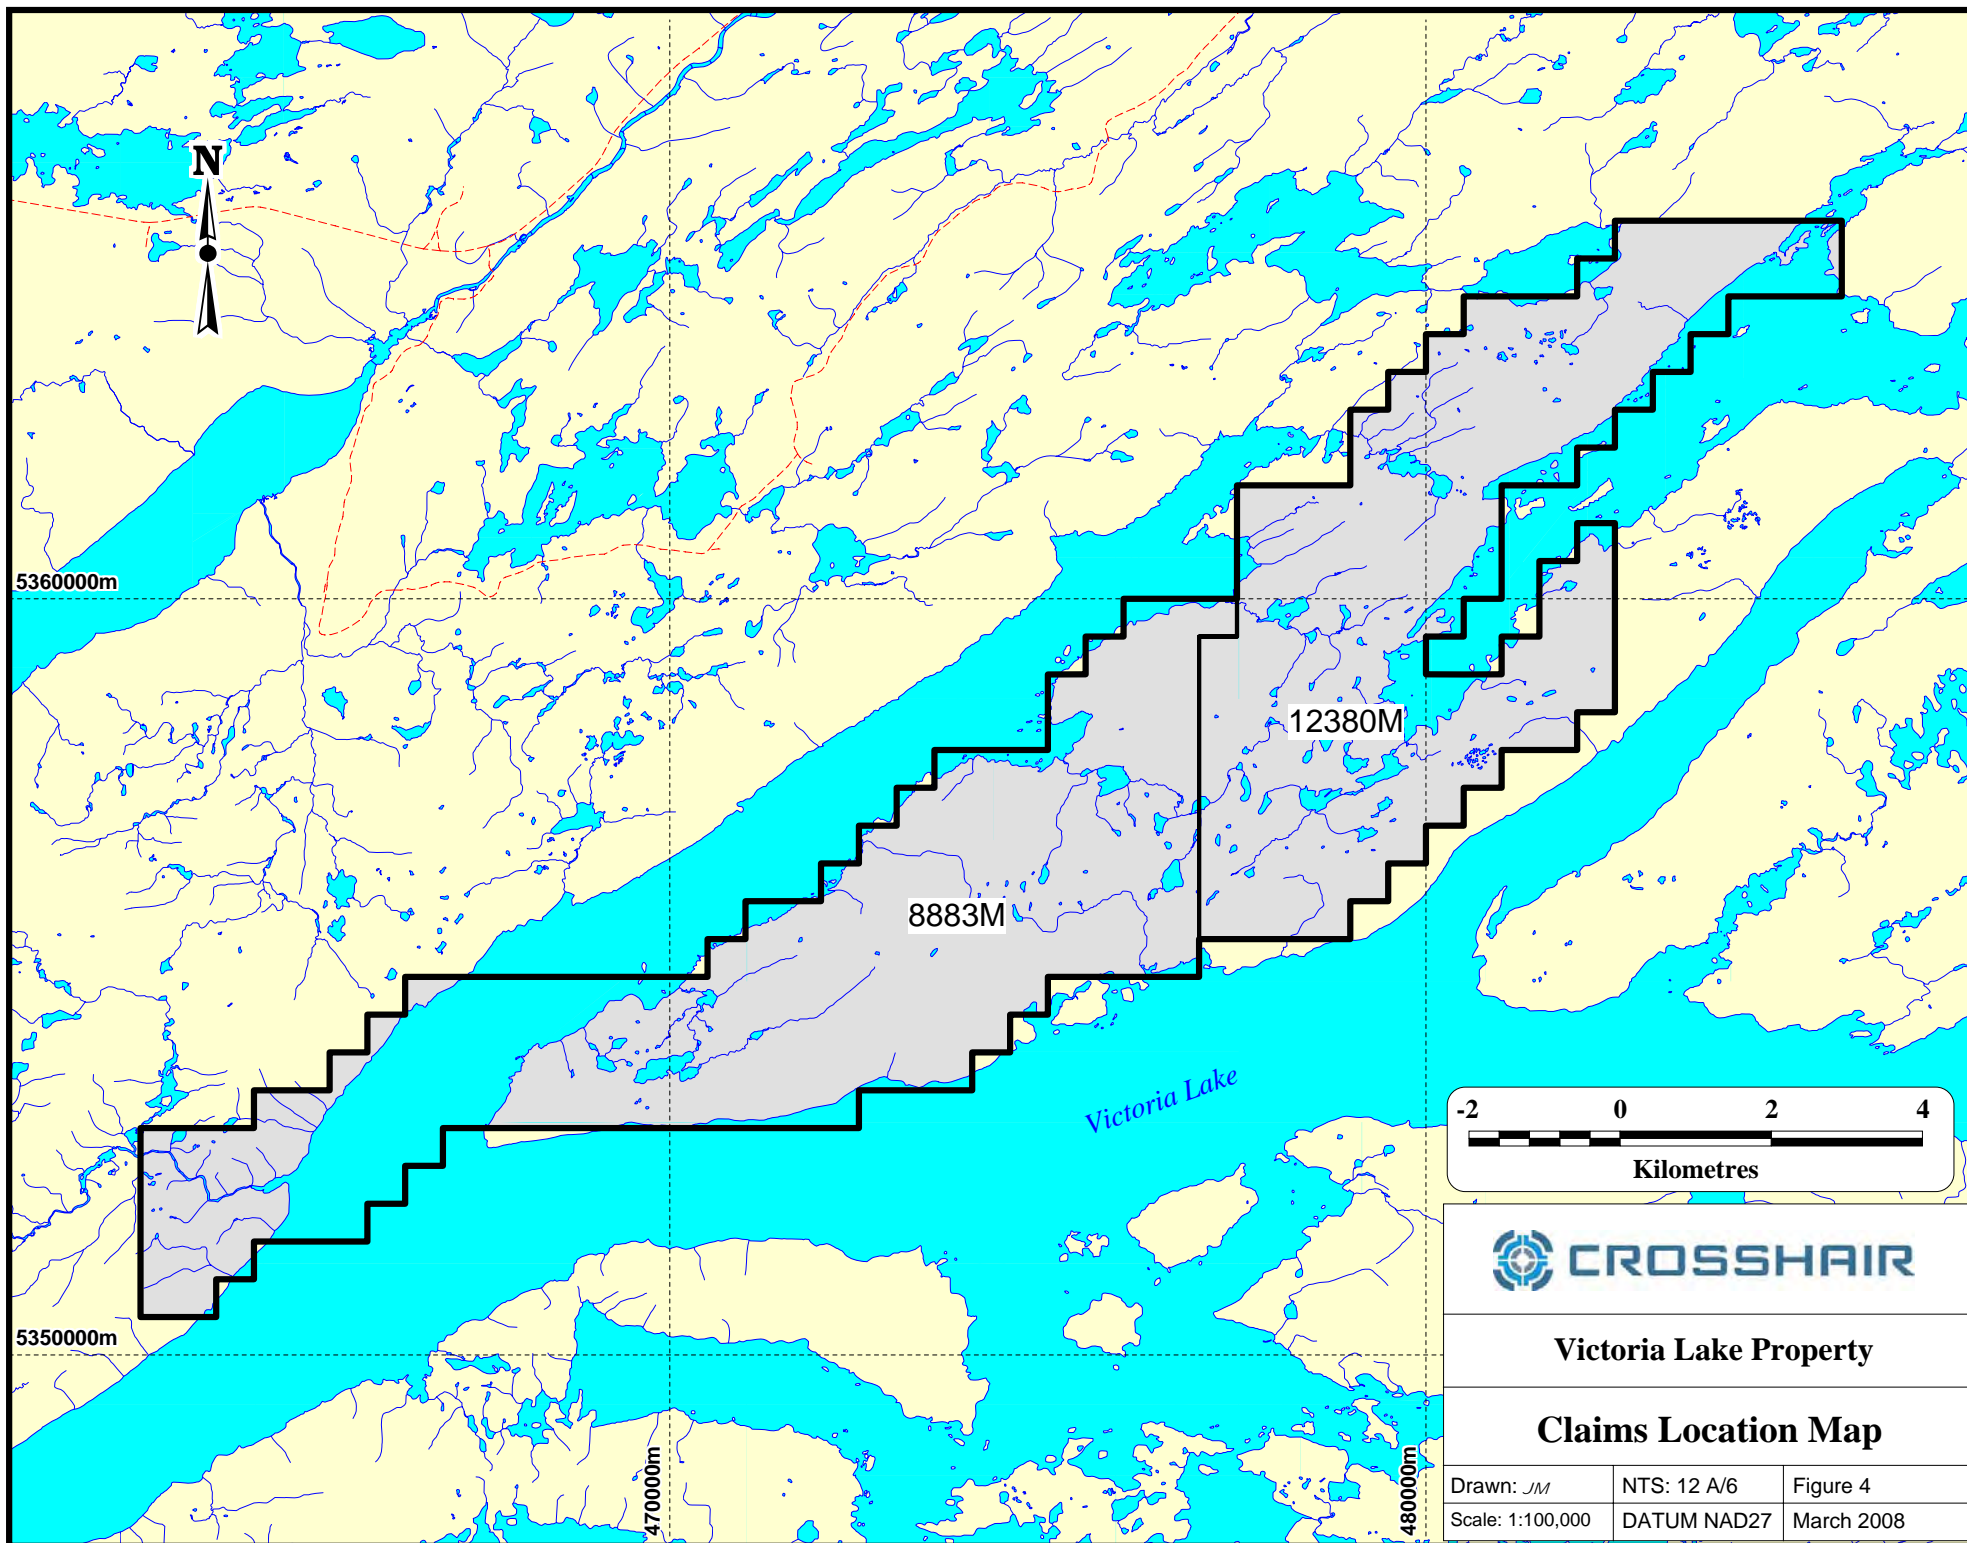 N
5360000m
12380M
8883M
Victoria Lake
-2 0 2 4
Kilometres
CROSSHAIR
5350000m
Victoria Lake Property
Claims Location Map
470000m
480000m
Drawn: JM NTS: 12 A/6 Figure 4
Scale: 1:100,000 DATUM NAD27 March 2008